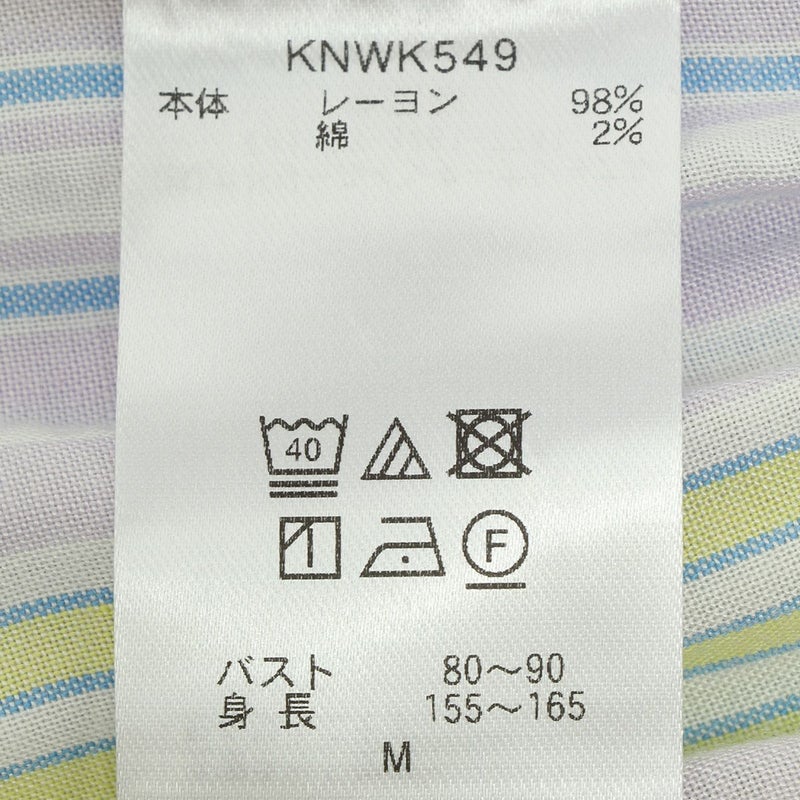 KNWK549
本体 レーヨン 98%
綿 2%
40
F
バスト 80〜90
身長 155〜165
M